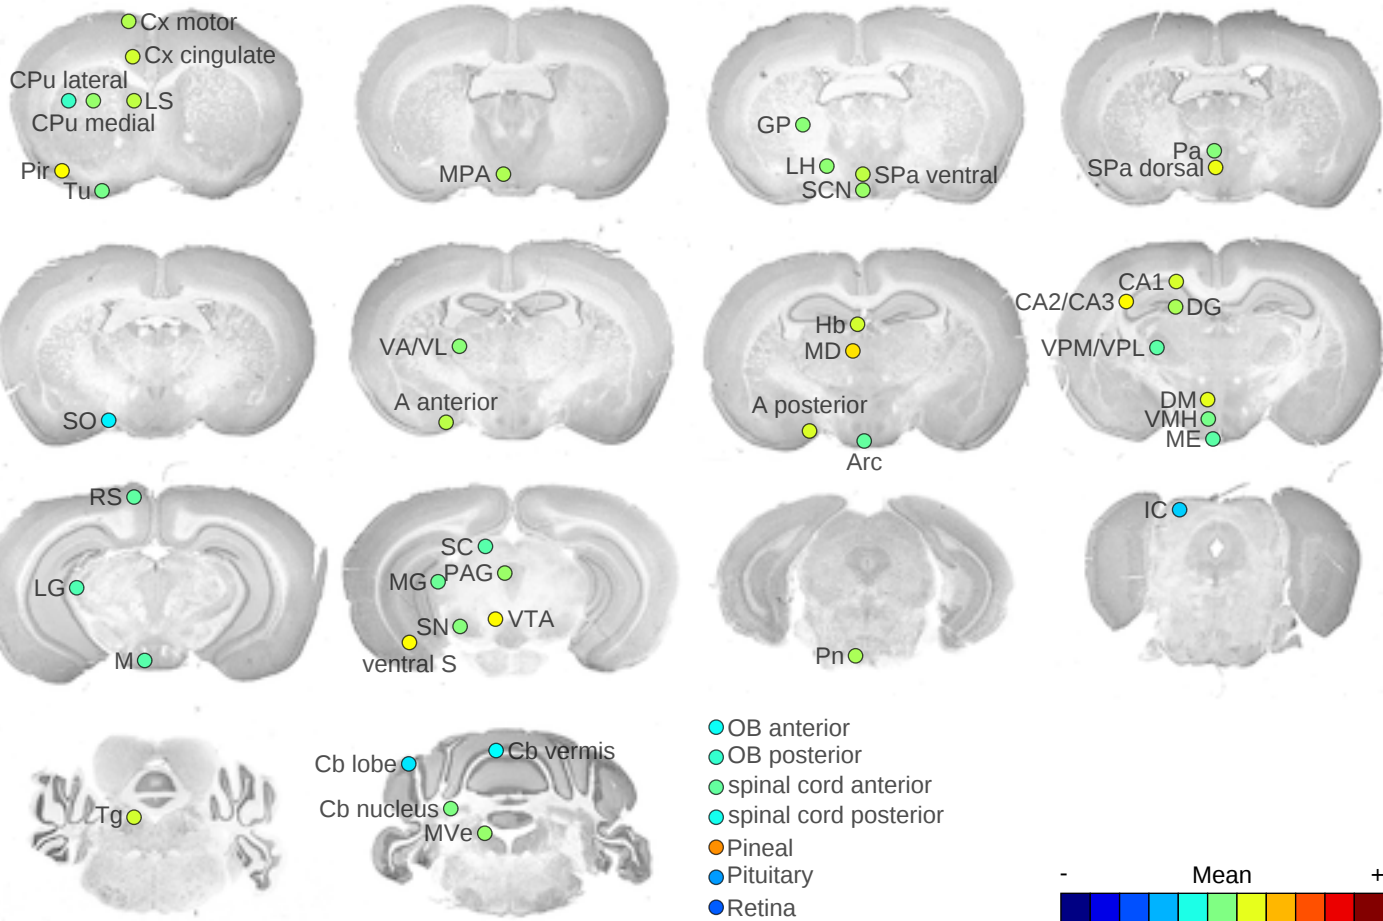 Cx motor
Cx cingulate
CPu lateral
LS
CPu medial
Pir
Tu
MPA
GP
LH
SPa ventral
SCN
Pa
SPa dorsal
SO
VA/VL
A anterior
Hb
MD
A posterior
Arc
CA1
CA2/CA3
DG
VPM/VPL
DM
VMH
ME
RS
LG
M
SC
PAG
MG
SN
VTA
ventral S
Pn
IC
Tg
Cb lobe
Cb vermis
Cb nucleus
MVe
OB anterior
OB posterior
spinal cord anterior
spinal cord posterior
Pineal
Pituitary
Retina
- Mean +